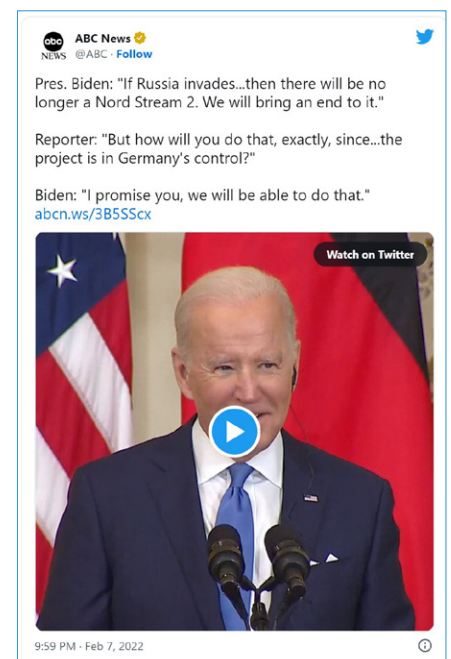 abc NEWS
ABC News
@ABC · Follow
Pres. Biden: "If Russia invades...then there will be no
longer a Nord Stream 2. We will bring an end to it."
Reporter: "But how will you do that, exactly, since...the
project is in Germany's control?"
Biden: "I promise you, we will be able to do that."
abcn.ws/3B5SScx
Watch on Twitter
9:59 PM · Feb 7, 2022